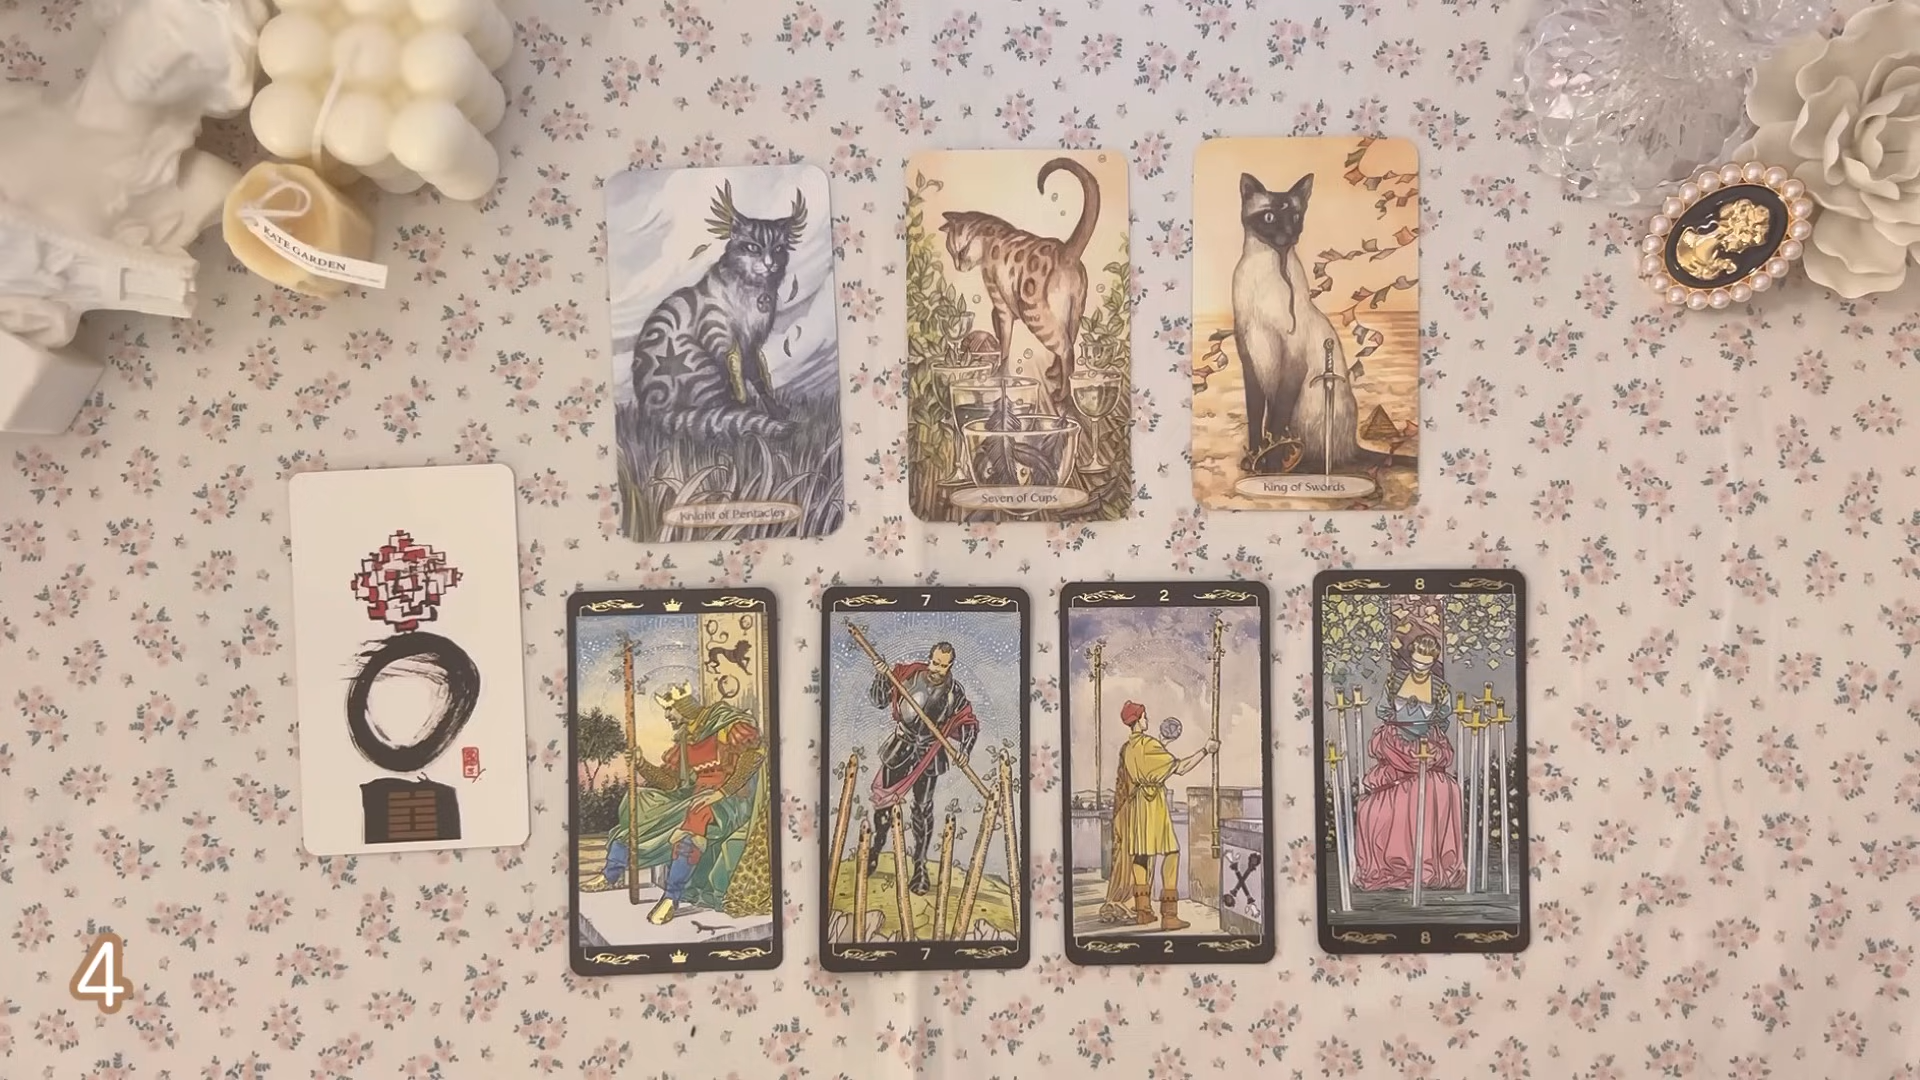 KATE GARDEN
Knight of Pentacles
Seven of Cups
King of Swords
7
2
8
7
2
8
4